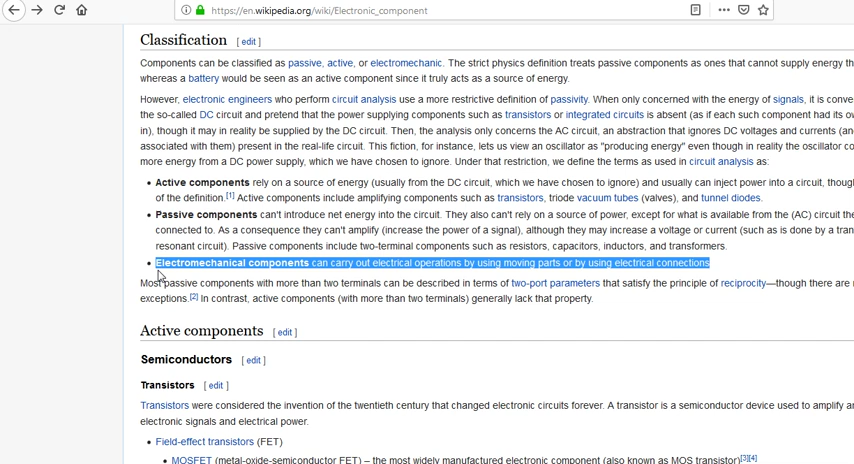 https://en.wikipedia.org/wiki/Electronic_component
Classification [ edit ]
Components can be classified as passive, active, or electromechanic. The strict physics definition treats passive components as ones that cannot supply energy th
whereas a battery would be seen as an active component since it truly acts as a source of energy.
However, electronic engineers who perform circuit analysis use a more restrictive definition of passivity. When only concerned with the energy of signals, it is conve
the so-called DC circuit and pretend that the power supplying components such as transistors or integrated circuits is absent (as if each such component had its ow
in), though it may in reality be supplied by the DC circuit. Then, the analysis only concerns the AC circuit, an abstraction that ignores DC voltages and currents (an
associated with them) present in the real-life circuit. This fiction, for instance, lets us view an oscillator as "producing energy" even though in reality the oscillator co
more energy from a DC power supply, which we have chosen to ignore. Under that restriction, we define the terms as used in circuit analysis as:
• Active components rely on a source of energy (usually from the DC circuit, which we have chosen to ignore) and usually can inject power into a circuit, thoug
of the definition.[1] Active components include amplifying components such as transistors, triode vacuum tubes (valves), and tunnel diodes.
• Passive components can't introduce net energy into the circuit. They also can't rely on a source of power, except for what is available from the (AC) circuit the
connected to. As a consequence they can't amplify (increase the power of a signal), although they may increase a voltage or current (such as is done by a tran
resonant circuit). Passive components include two-terminal components such as resistors, capacitors, inductors, and transformers.
• Electromechanical components can carry out electrical operations by using moving parts or by using electrical connections
Most passive components with more than two terminals can be described in terms of two-port parameters that satisfy the principle of reciprocity—though there are r
exceptions.[2] In contrast, active components (with more than two terminals) generally lack that property.
Active components [ edit ]
Semiconductors [ edit ]
Transistors [ edit ]
Transistors were considered the invention of the twentieth century that changed electronic circuits forever. A transistor is a semiconductor device used to amplify a
electronic signals and electrical power.
• Field-effect transistors (FET)
• MOSFET (metal-oxide-semiconductor FET) – the most widely manufactured electronic component (also known as MOS transistor)[3][4]